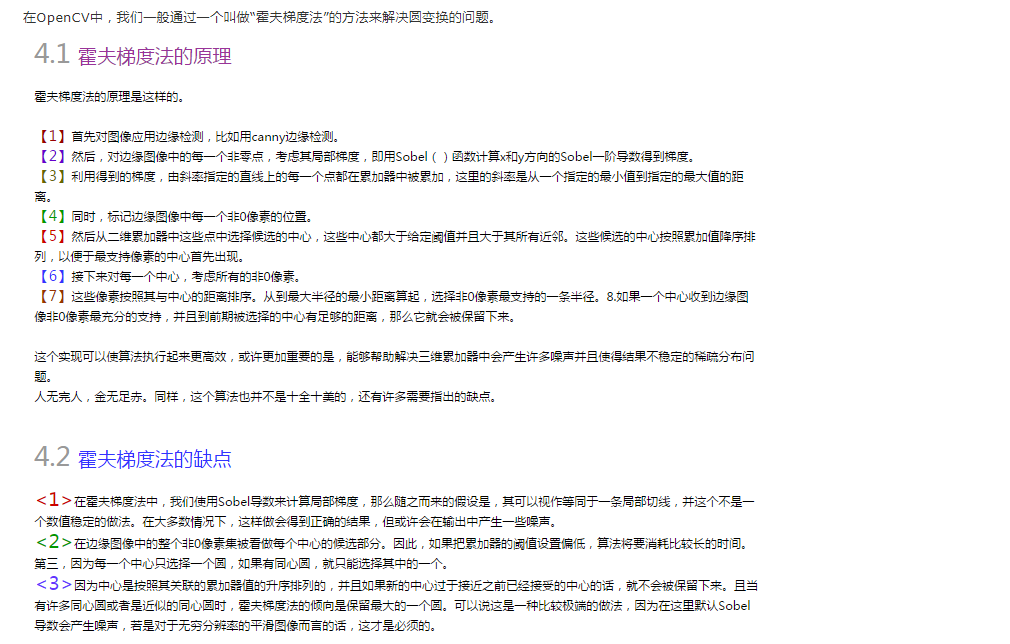 在OpenCV中，我们一般通过一个叫做“霍夫梯度法”的方法来解决圆变换的问题。
4.1 霍夫梯度法的原理
霍夫梯度法的原理是这样的。
【1】首先对图像应用边缘检测，比如用canny边缘检测。
【2】然后，对边缘图像中的每一个非零点，考虑其局部梯度，即用Sobel（）函数计算x和y方向的Sobel一阶导数得到梯度。
【3】利用得到的梯度，由斜率指定的直线上的每一个点都在累加器中被累加，这里的斜率是从一个指定的最小值到指定的最大值的距
离。
【4】同时，标记边缘图像中每一个非0像素的位置。
【5】然后从二维累加器中这些点中选择候选的中心，这些中心都大于给定阈值并且大于其所有近邻。这些候选的中心按照累加值降序排
列，以便于最支持像素的中心首先出现。
【6】接下来对每一个中心，考虑所有的非0像素。
【7】这些像素按照其与中心的距离排序。从到最大半径的最小距离算起，选择非0像素最支持的一条半径。8.如果一个中心收到边缘图
像非0像素最充分的支持，并且到前期被选择的中心有足够的距离，那么它就会被保留下来。
这个实现可以使算法执行起来更高效，或许更加重要的是，能够帮助解决三维累加器中会产生许多噪声并且使得结果不稳定的稀疏分布问
题。
人无完人，金无足赤。同样，这个算法也并不是十全十美的，还有许多需要指出的缺点。
4.2 霍夫梯度法的缺点
<1>在霍夫梯度法中，我们使用Sobel导数来计算局部梯度，那么随之而来的假设是，其可以视作等同于一条局部切线，并这个不是一
个数值稳定的做法。在大多数情况下，这样做会得到正确的结果，但或许会在输出中产生一些噪声。
<2>在边缘图像中的整个非0像素集被看做每个中心的候选部分。因此，如果把累加器的阈值设置偏低，算法将要消耗比较长的时间。
第三，因为每一个中心只选择一个圆，如果有同心圆，就只能选择其中的一个。
<3>因为中心是按照其关联的累加器值的升序排列的，并且如果新的中心过于接近之前已经接受的中心的话，就不会被保留下来。且当
有许多同心圆或者是近似的同心圆时，霍夫梯度法的倾向是保留最大的一个圆。可以说这是一种比较极端的做法，因为在这里默认Sobel
导数会产生噪声，若是对于无穷分辨率的平滑图像而言的话，这才是必须的。